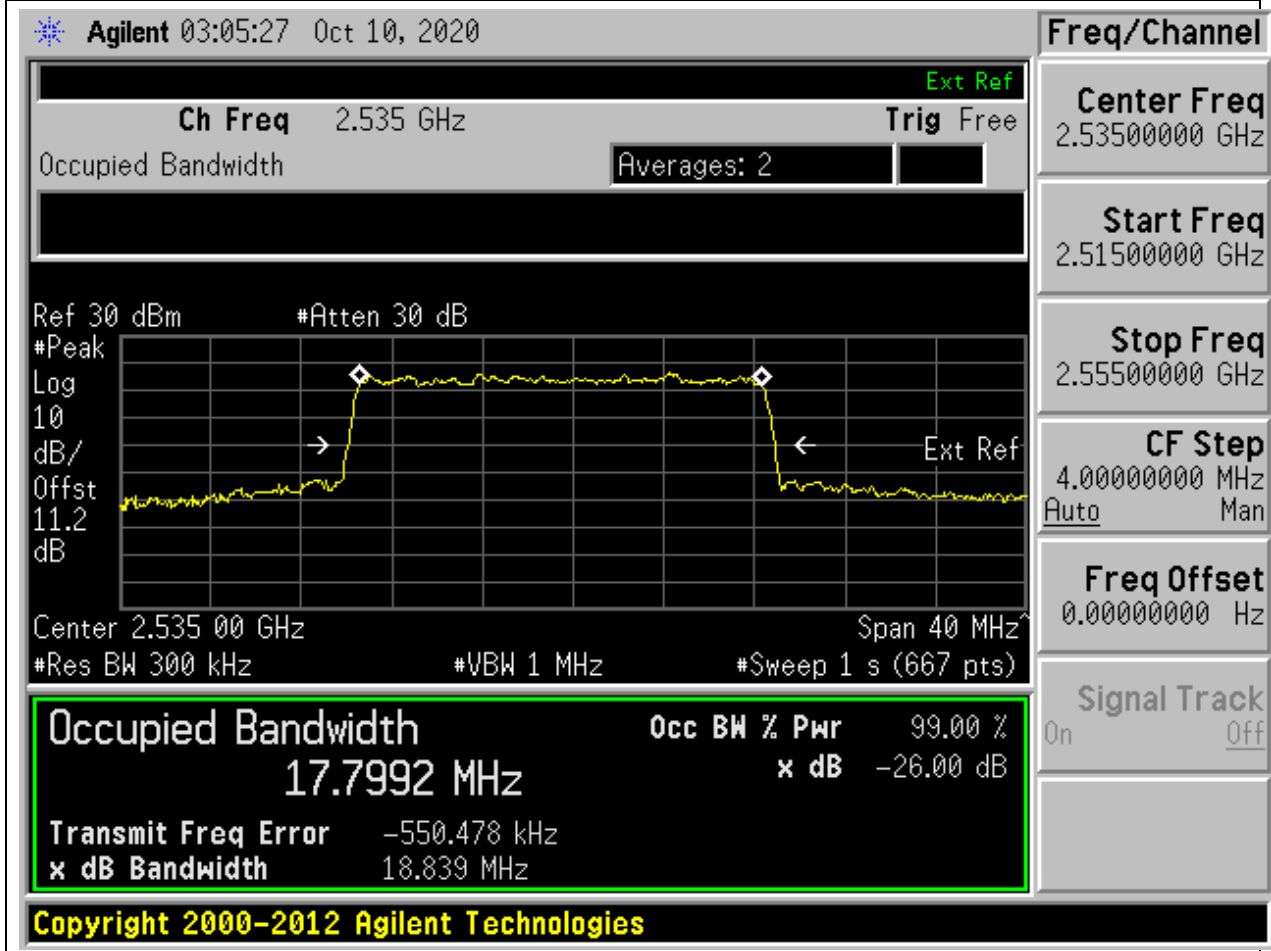 Agilent 03:05:27 Oct 10, 2020
Freq/Channel
Ext Ref
Ch Freq 2.535 GHz Trig Free
Occupied Bandwidth Averages: 2
Center Freq
2.53500000 GHz
Start Freq
2.51500000 GHz
Stop Freq
2.55500000 GHz
CF Step
4.00000000 MHz
Auto Man
Freq Offset
0.00000000 Hz
Signal Track
On Off
Ref 30 dBm #Atten 30 dB
#Peak
Log
10
dB/
Offst
11.2
dB
Ext Ref
Center 2.535 00 GHz Span 40 MHz^
#Res BW 300 kHz #VBW 1 MHz #Sweep 1 s (667 pts)
Occupied Bandwidth
17.7992 MHz
Occ BW % Pwr 99.00 %
x dB -26.00 dB
Transmit Freq Error -550.478 kHz
x dB Bandwidth 18.839 MHz
Copyright 2000-2012 Agilent Technologies